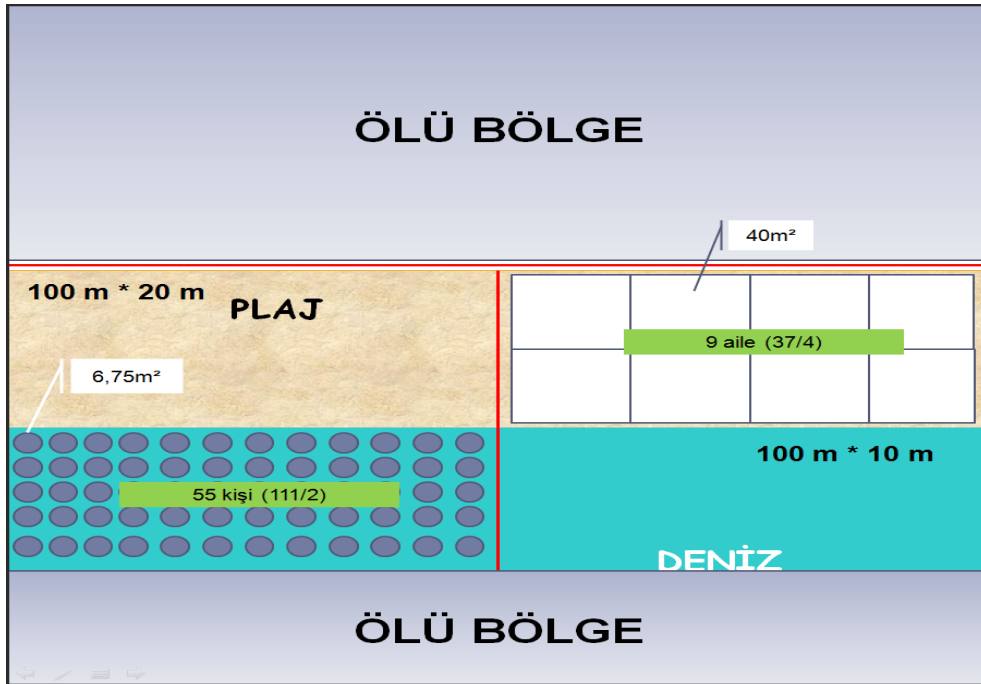 ÖLÜ BÖLGE
40m²
100 m * 20 m
PLAJ
9 aile (37/4)
6,75m²
100 m * 10 m
55 kişi (111/2)
DENİZ
ÖLÜ BÖLGE